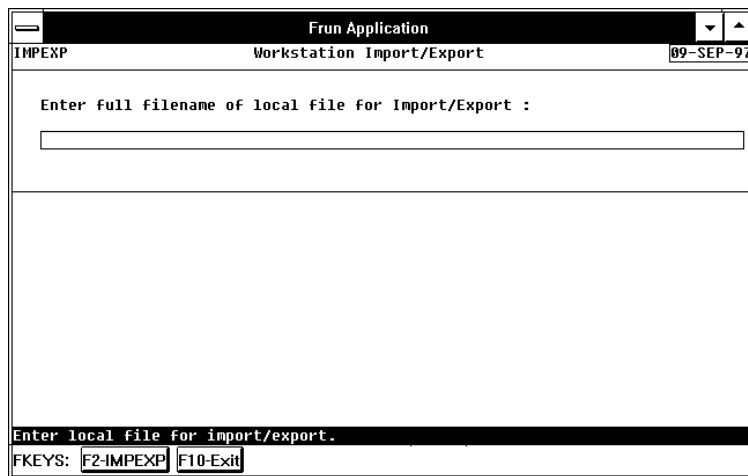 Frun Application
IMPEXP Workstation Import/Export 09-SEP-97
Enter full filename of local file for Import/Export :
Enter local file for import/export.
FKEYS: F2-IMPEXP F10-Exit